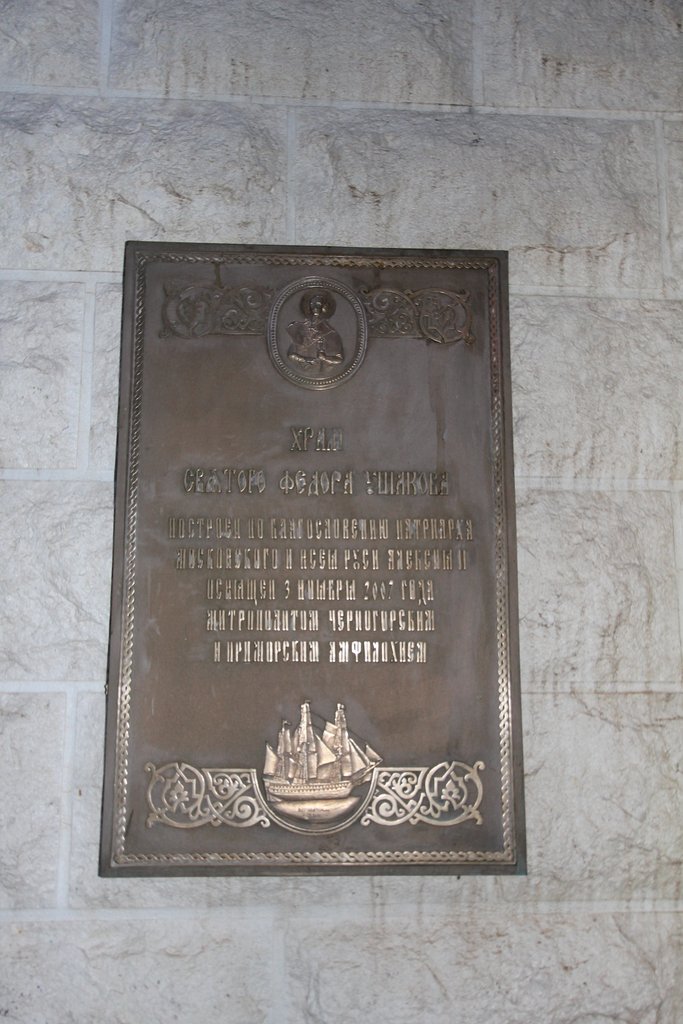 ХРАМ
СВЯТОГО ФЕДОРА УШАКОВА
ПОСТРОЕН ПО БЛАГОСЛОВЕНИЮ ПАТРИАРХА
МОСКОВСКОГО И ВСЕЯ РУСИ АЛЕКСИЯ II
ОСВЯЩЕН 3 НОЯБРЯ 2007 ГОДА
МИТРОПОЛИТОМ ЧЕРНОГОРСКИМ
И ПРИМОРСКИМ АМФИЛОХИЕМ